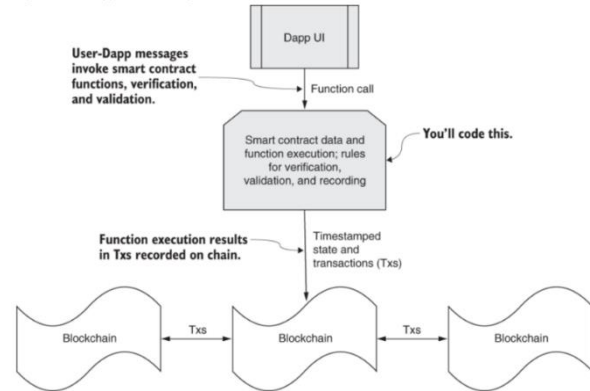 Dapp UI
User-Dapp messages
invoke smart contract
functions, verification,
and validation.
Function call
Smart contract data and
function execution; rules
for verification,
validation, and recording
You'll code this.
Function execution results
in Txs recorded on chain.
Timestamped
state and
transactions (Txs)
Blockchain
Txs
Blockchain
Txs
Blockchain